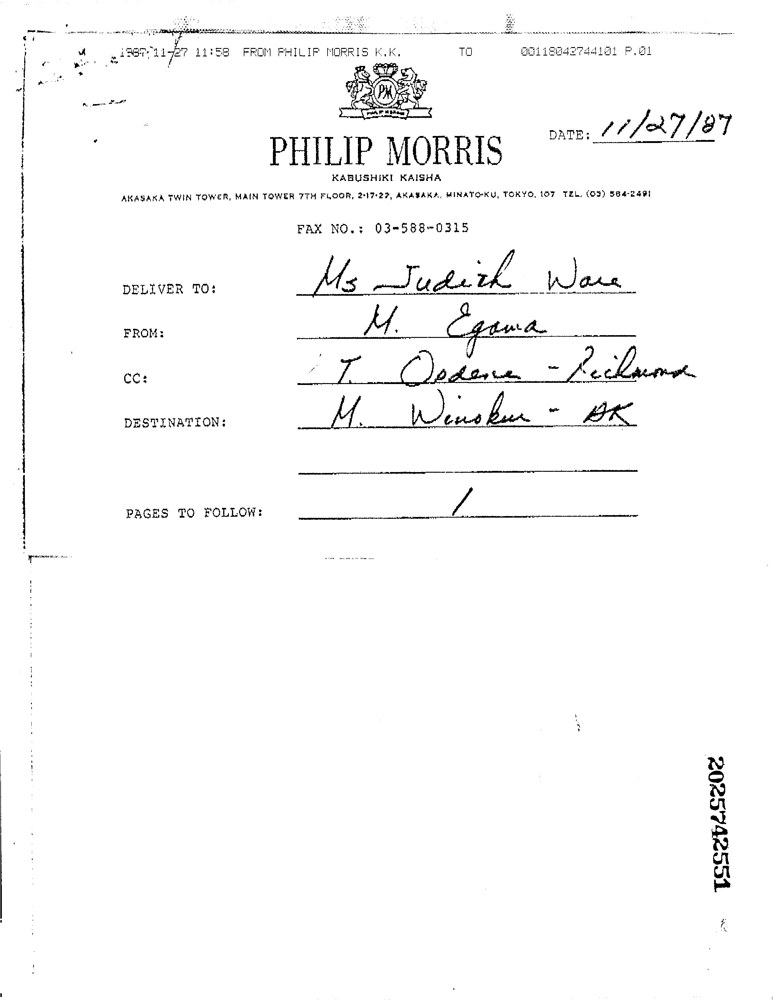 1987-11-27 11:58 FROM PHILIP MORRIS K.K. TO 00118042744101 P.01
PM
DATE: 11/27/87
PHILIP MORRIS
KABUSHIKI KAISHA
AKASAKA TWIN TOWER, MAIN TOWER 7TH FLOOR, 2-17-22, AKASAKA, MINATO-KU, TOKYO, 107 TEL. (03) 584-2491
FAX NO.: 03-588-0315
DELIVER TO: Ms Judith Ware
FROM: M. Egawa
CC: T. Osdene - Richmond
DESTINATION: M. Winokur - AK
PAGES TO FOLLOW: 1
2025742551